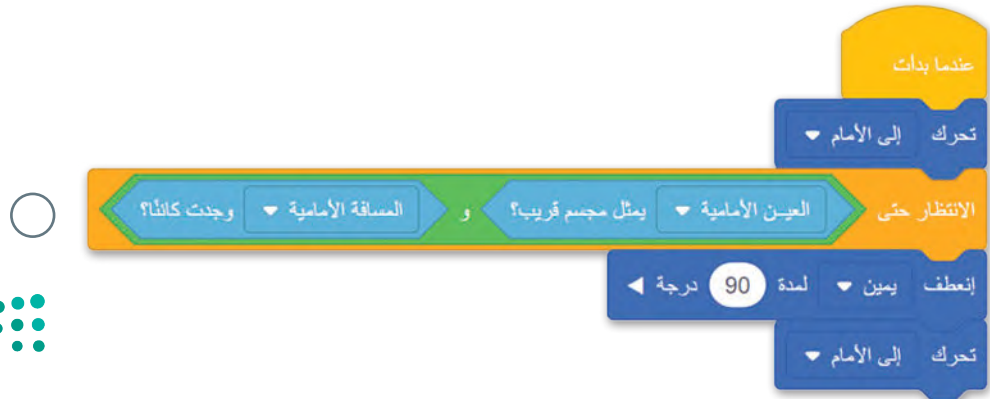 عندما بدأت
تحرك إلى الأمام
الانتظار حتى العيـن الأمامية يمثل مجسم قريب؟ و المسافة الأمامية وجدت كائنًا؟
إنعطف يمين لمدة 90 درجة
تحرك إلى الأمام